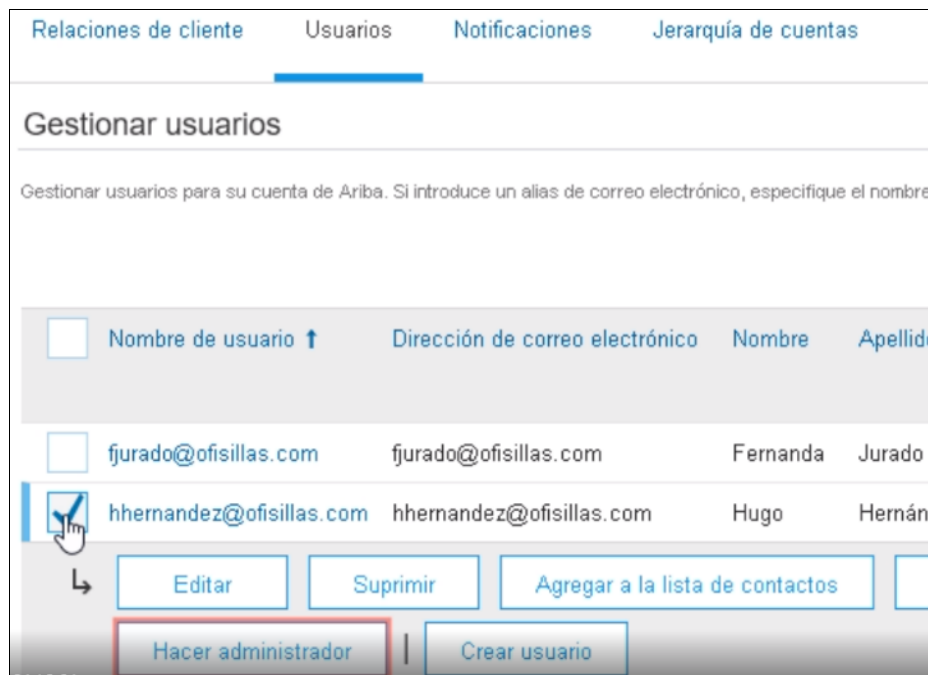 Relaciones de cliente Usuarios Notificaciones Jerarquía de cuentas
Gestionar usuarios
Gestionar usuarios para su cuenta de Ariba. Si introduce un alias de correo electrónico, especifique el nombre
Nombre de usuario ↑ Dirección de correo electrónico Nombre Apellid
fjurado@ofisillas.com fjurado@ofisillas.com Fernanda Jurado
hhernandez@ofisillas.com hhernandez@ofisillas.com Hugo Hernán
Editar Suprimir Agregar a la lista de contactos
Hacer administrador | Crear usuario